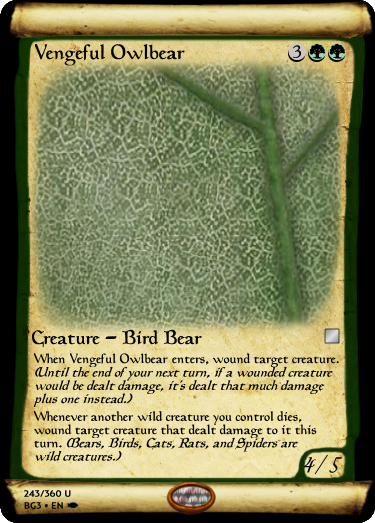 Vengeful Owlbear 3
Creature – Bird Bear
When Vengeful Owlbear enters, wound target creature.
(Until the end of your next turn, if a wounded creature
would be dealt damage, it's dealt that much damage
plus one instead.)
Whenever another wild creature you control dies,
wound target creature that dealt damage to it this
turn. (Bears, Birds, Cats, Rats, and Spiders are
wild creatures.)
4/5
243/360 U
BG3 • EN